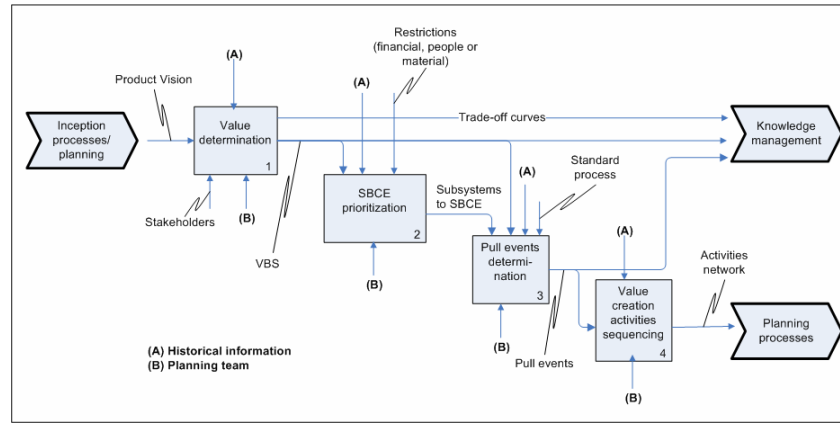 Restrictions
(financial, people or
material)
(A)
Product Vision
(A)
Inception
processes/
planning
Value
determination
1
Trade-off curves
Knowledge
management
Stakeholders
(B)
SBCE
prioritization
2
Subsystems
to SBCE
(A)
Standard
process
VBS
(B)
Pull events
determi-
nation
3
(A)
Activities
network
Value
creation
activities
sequencing
4
Planning
processes
(A) Historical information
(B) Planning team
(B)
Pull events
(B)